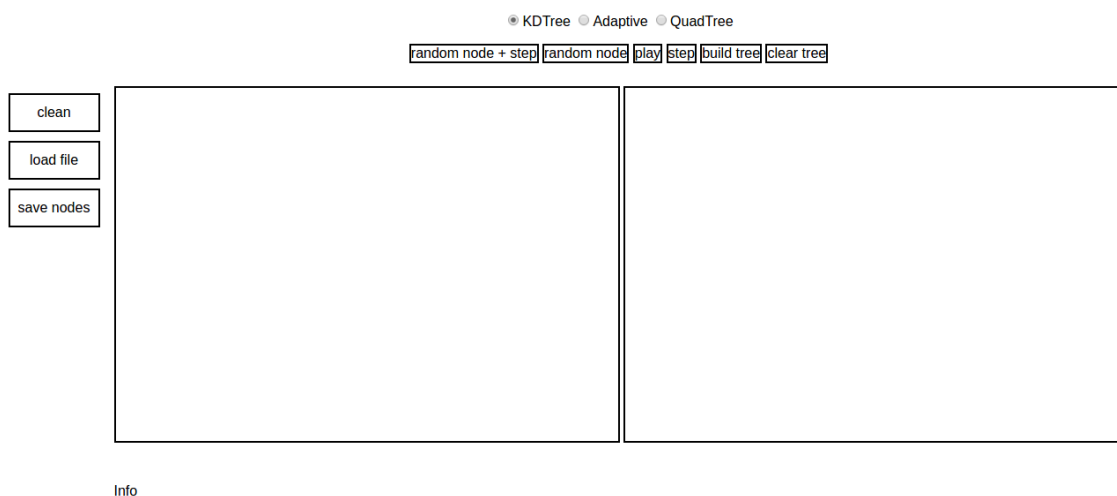 KDTree Adaptive QuadTree
random node + step random node play step build tree clear tree
clean
load file
save nodes
Info